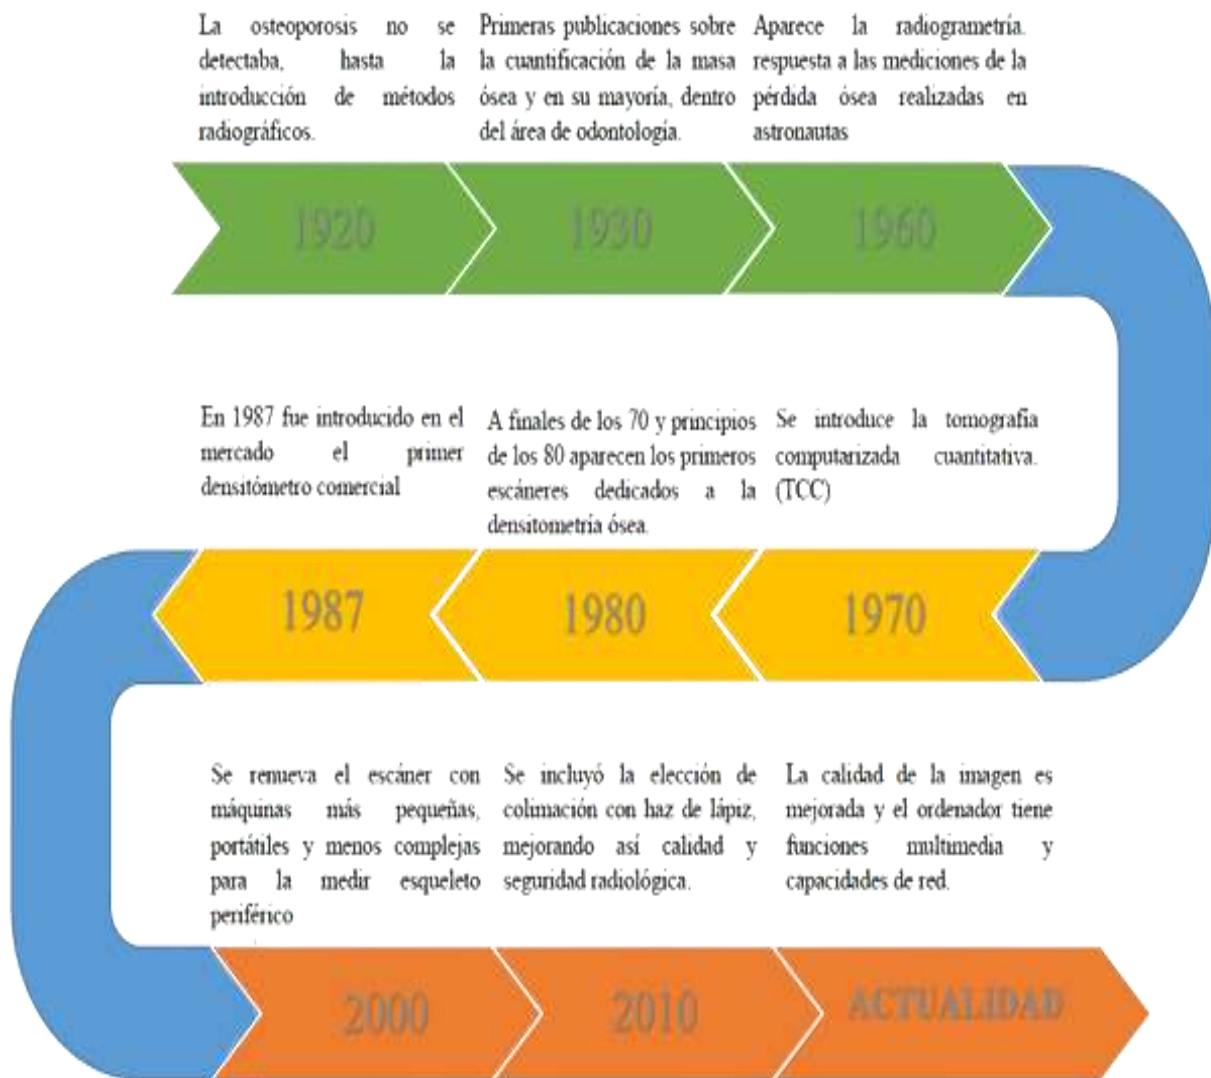 La osteoporosis no se
detectaba, hasta la
introducción de métodos
radiográficos.
Primeras publicaciones sobre
la cuantificación de la masa
ósea y en su mayoría, dentro
del área de odontología.
Aparece la radiogrametría.
respuesta a las mediciones de la
pérdida ósea realizadas en
astronautas
1920
1930
1960
En 1987 fue introducido en el
mercado el primer
densitómetro comercial
A finales de los 70 y principios
de los 80 aparecen los primeros
escáneres dedicados a la
densitometría ósea.
Se introduce la tomografía
computarizada cuantitativa.
(TCC)
1987
1980
1970
Se renueva el escáner con
máquinas más pequeñas,
portátiles y menos complejas
para la medir esqueleto
periférico
Se incluyó la elección de
colimación con haz de lápiz,
mejorando así calidad y
seguridad radiológica.
La calidad de la imagen es
mejorada y el ordenador tiene
funciones multimedia y
capacidades de red.
2000
2010
ACTUALIDAD